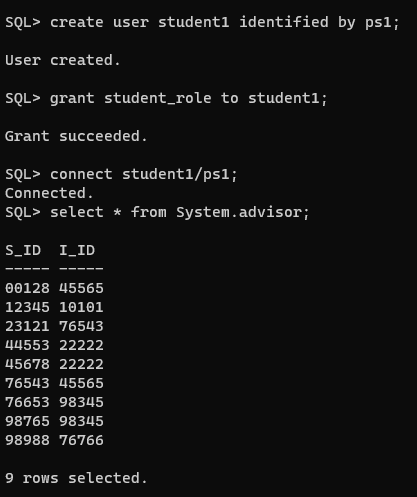 SQL> create user student1 identified by ps1;
User created.
SQL> grant student_role to student1;
Grant succeeded.
SQL> connect student1/ps1;
Connected.
SQL> select * from System.advisor;
S_ID  I_ID
----- -----
00128 45565
12345 10101
23121 76543
44553 22222
45678 22222
76543 45565
76653 98345
98765 98345
98988 76766
9 rows selected.